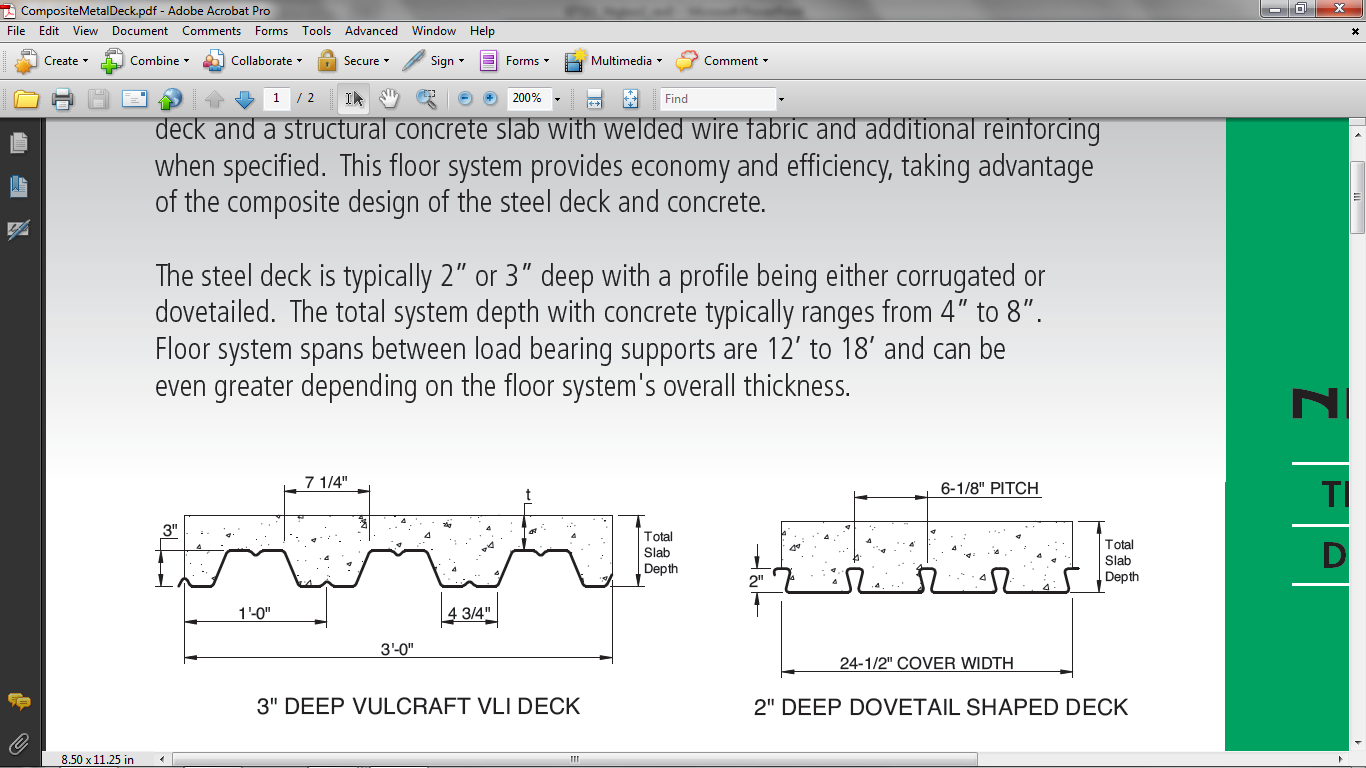 CompositeMetalDeck.pdf - Adobe Acrobat Pro
File Edit View Document Comments Forms Tools Advanced Window Help
Create Combine Collaborate Secure Sign Forms Multimedia Comment
1 / 2 200% Find
deck and a structural concrete slab with welded wire fabric and additional reinforcing
when specified. This floor system provides economy and efficiency, taking advantage
of the composite design of the steel deck and concrete.
The steel deck is typically 2” or 3” deep with a profile being either corrugated or
dovetailed. The total system depth with concrete typically ranges from 4” to 8”.
Floor system spans between load bearing supports are 12’ to 18’ and can be
even greater depending on the floor system's overall thickness.
7 1/4"
t
3"
Total
Slab
Depth
1'-0"
4 3/4"
3'-0"
3" DEEP VULCRAFT VLI DECK
6-1/8" PITCH
Total
Slab
Depth
2"
24-1/2" COVER WIDTH
2" DEEP DOVETAIL SHAPED DECK
8.50 x 11.25 in